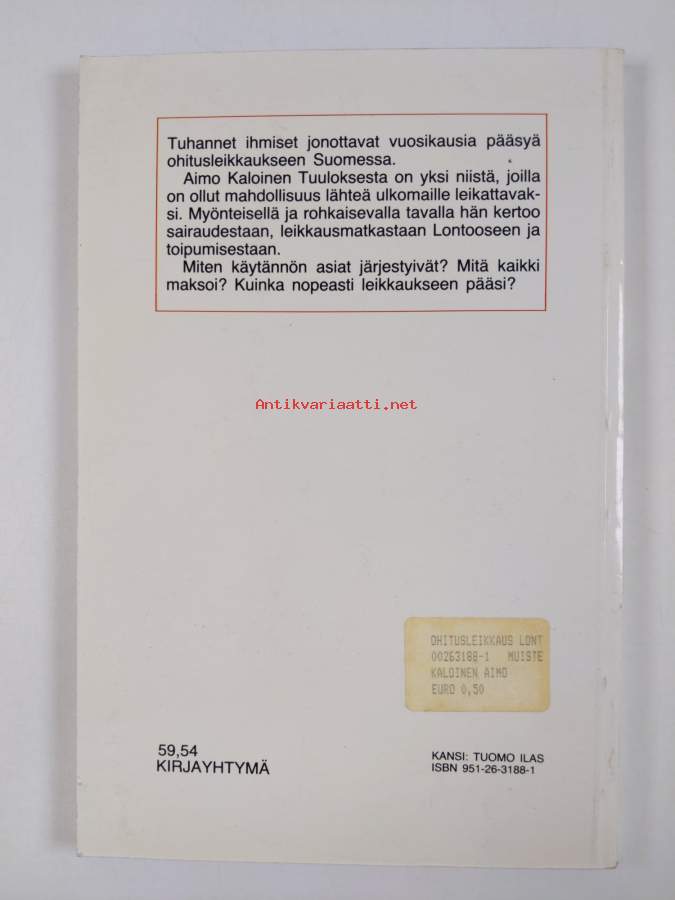 Tuhannet ihmiset jonottavat vuosikausia pääsyä
ohitusleikkaukseen Suomessa.
Aimo Kaloinen Tuuloksesta on yksi niistä, joilla
on ollut mahdollisuus lähteä ulkomaille leikattavak-
si. Myönteisellä ja rohkaisevalla tavalla hän kertoo
sairaudestaan, leikkausmatkastaan Lontooseen ja
toipumisestaan.
Miten käytännön asiat järjestyivät? Mitä kaikki
maksoi? Kuinka nopeasti leikkaukseen pääsi?
Antikvariaatti.net
OHITUSLEIKKAUS LONT
00263188-1 MUISTE
KALOINEN AIMO
EURO 0,50
59,54
KIRJAYHTYMÄ
KANSI: TUOMO ILAS
ISBN 951-26-3188-1